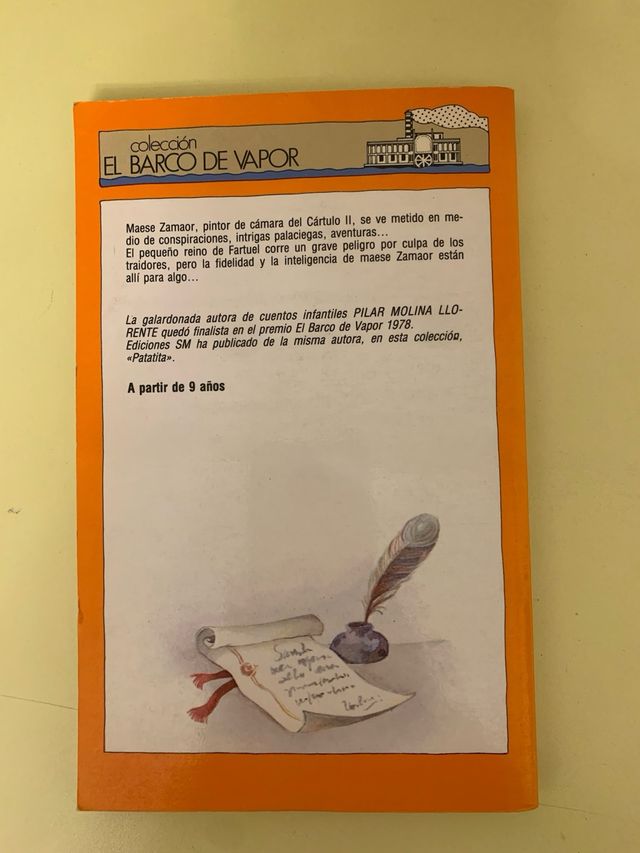 colección
EL BARCO DE VAPOR
Maese Zamaor, pintor de cámara del Cártulo II, se ve metido en me-
dio de conspiraciones, intrigas palaciegas, aventuras...
El pequeño reino de Fartuel corre un grave peligro por culpa de los
traidores, pero la fidelidad y la inteligencia de maese Zamaor están
allí para algo...
La galardonada autora de cuentos infantiles PILAR MOLINA LLO-
RENTE quedó finalista en el premio El Barco de Vapor 1978.
Ediciones SM ha publicado de la misma autora, en esta colección,
«Patatita».
A partir de 9 años